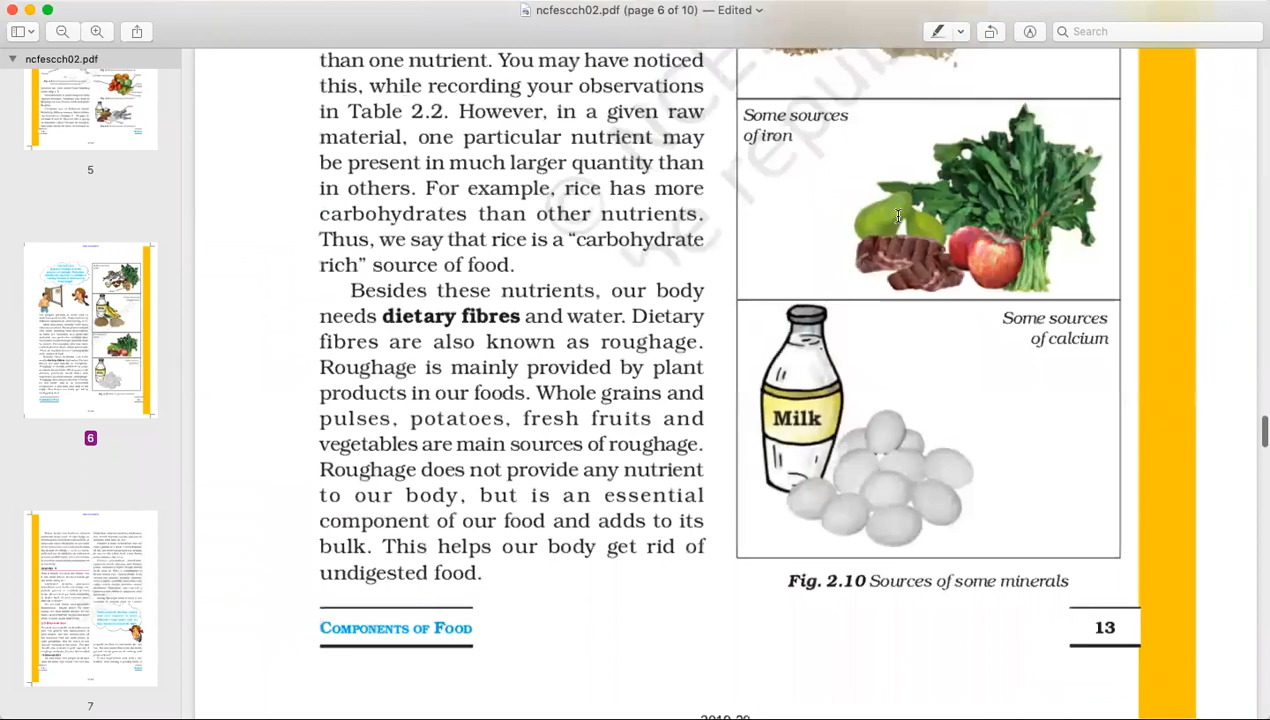 ncfescch02.pdf (page 6 of 10) — Edited
Search
ncfescch02.pdf
5
6
7
than one nutrient. You may have noticed
this, while recording your observations
in Table 2.2. However, in a given raw
material, one particular nutrient may
be present in much larger quantity than
in others. For example, rice has more
carbohydrates than other nutrients.
Thus, we say that rice is a “carbohydrate
rich” source of food.
Besides these nutrients, our body
needs dietary fibres and water. Dietary
fibres are also known as roughage.
Roughage is mainly provided by plant
products in our foods. Whole grains and
pulses, potatoes, fresh fruits and
vegetables are main sources of roughage.
Roughage does not provide any nutrient
to our body, but is an essential
component of our food and adds to its
bulk. This helps our body get rid of
undigested food.
Some sources
of iron
Some sources
of calcium
Milk
Fig. 2.10 Sources of some minerals
COMPONENTS OF FOOD
13